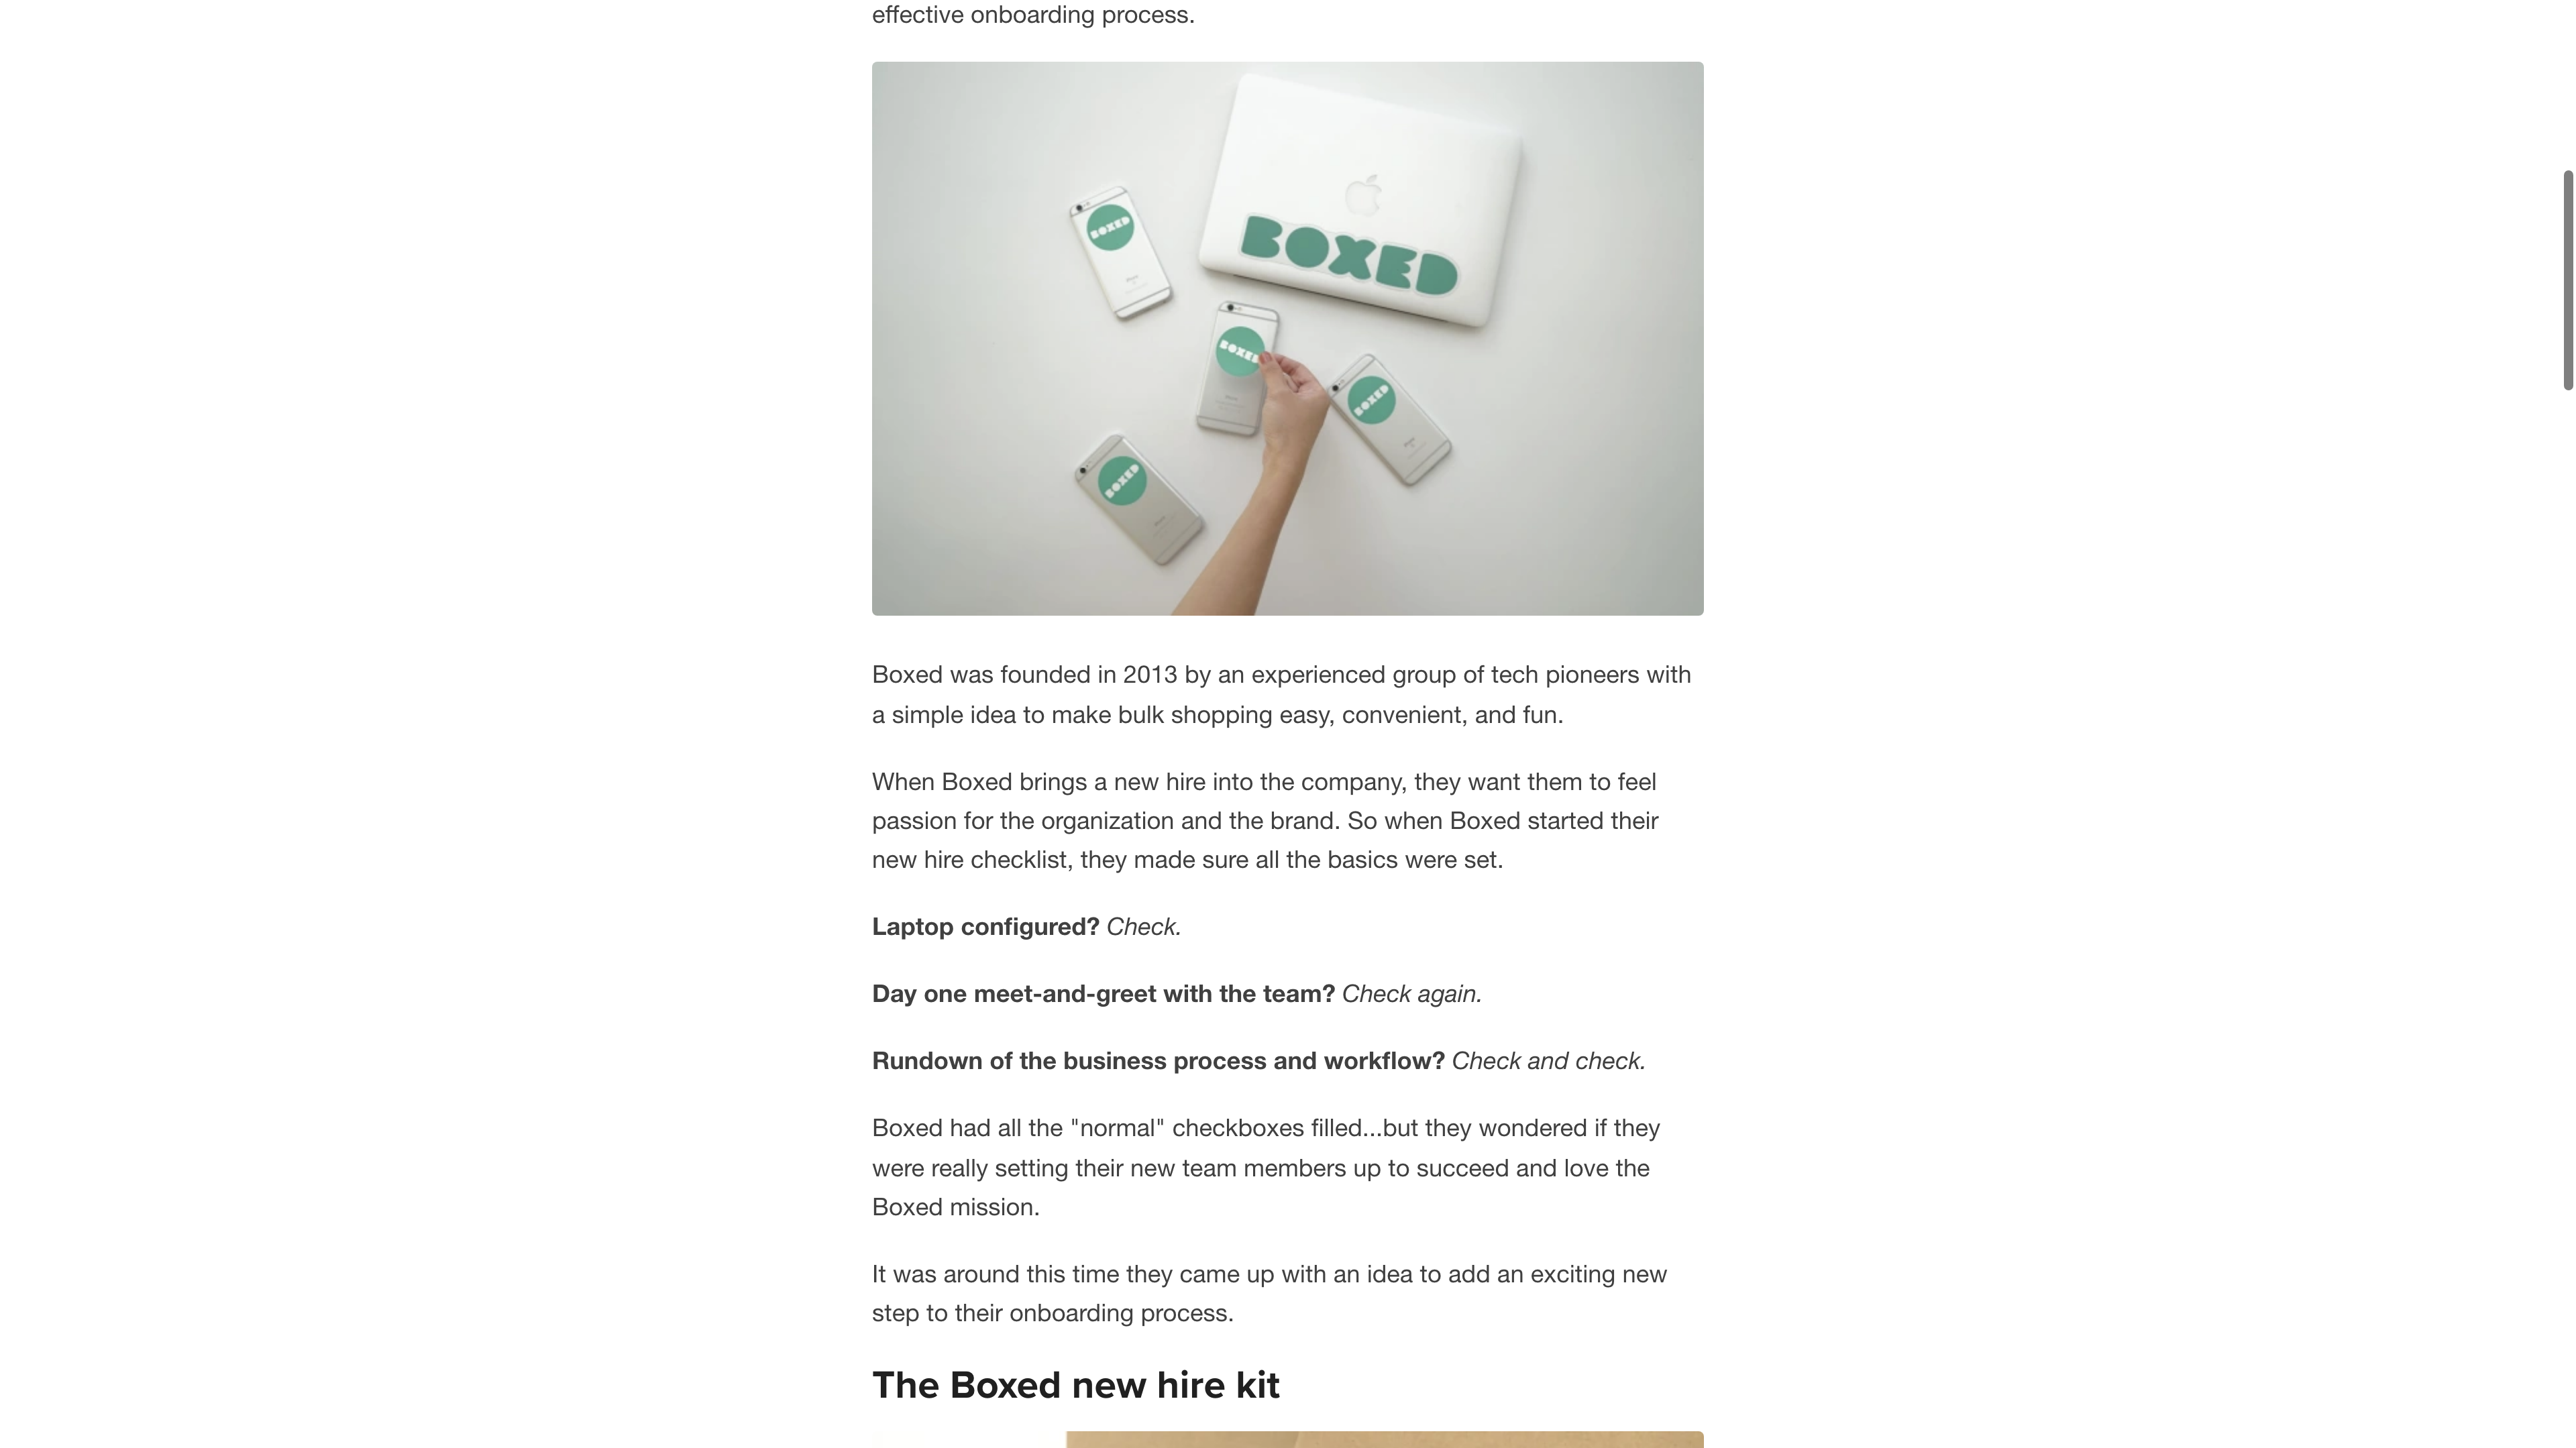 effective onboarding process.
BOXED
BOXED
BOXED
BOXED
BOXED
Boxed was founded in 2013 by an experienced group of tech pioneers with
a simple idea to make bulk shopping easy, convenient, and fun.
When Boxed brings a new hire into the company, they want them to feel
passion for the organization and the brand. So when Boxed started their
new hire checklist, they made sure all the basics were set.
Laptop configured? Check.
Day one meet-and-greet with the team? Check again.
Rundown of the business process and workflow? Check and check.
Boxed had all the "normal" checkboxes filled...but they wondered if they
were really setting their new team members up to succeed and love the
Boxed mission.
It was around this time they came up with an idea to add an exciting new
step to their onboarding process.
The Boxed new hire kit